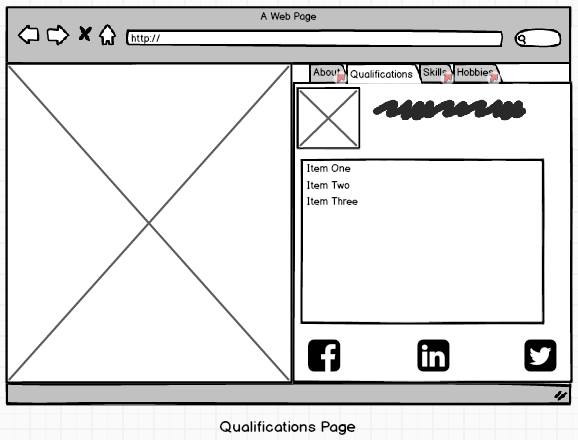 A Web Page
http://
About Qualifications Skills Hobbies
Item One
Item Two
Item Three
Qualifications Page